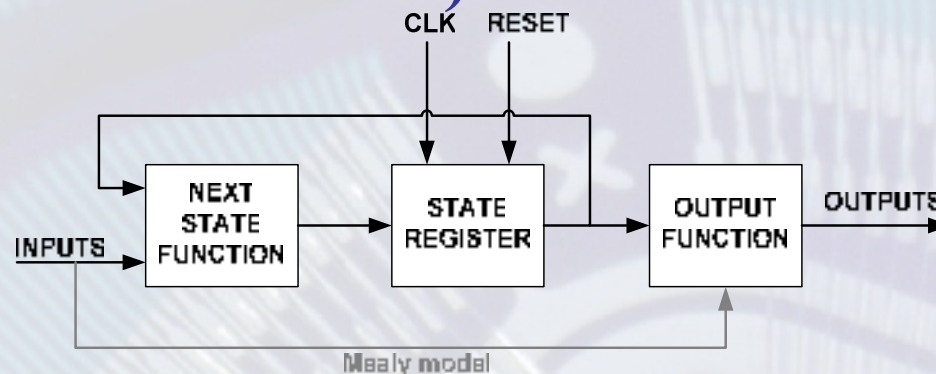 CLK RESET
NEXT
STATE
FUNCTION
STATE
REGISTER
OUTPUT
FUNCTION
OUTPUTS
INPUTS
Mealy model